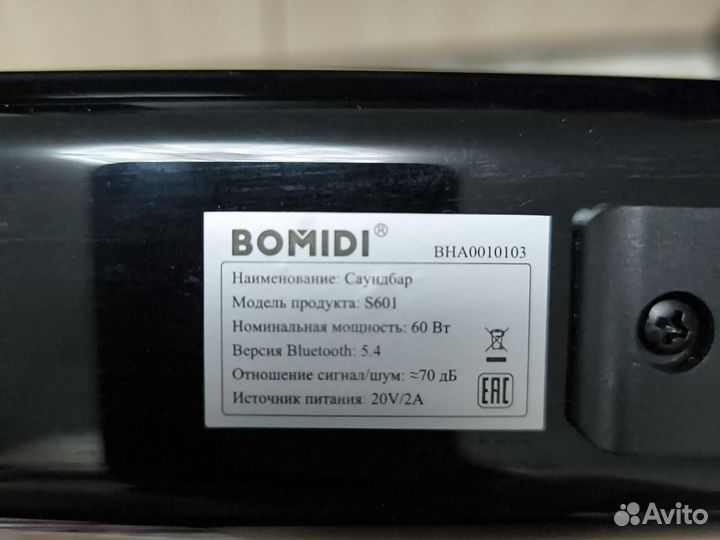 BOMIDI®
BHA0010103
Наименование: Саундбар
Модель продукта: S601
Номинальная мощность: 60 Вт
Версия Bluetooth: 5.4
Отношение сигнал/шум: ≈70 дБ
Источник питания: 20V/2A
EAC
Avito